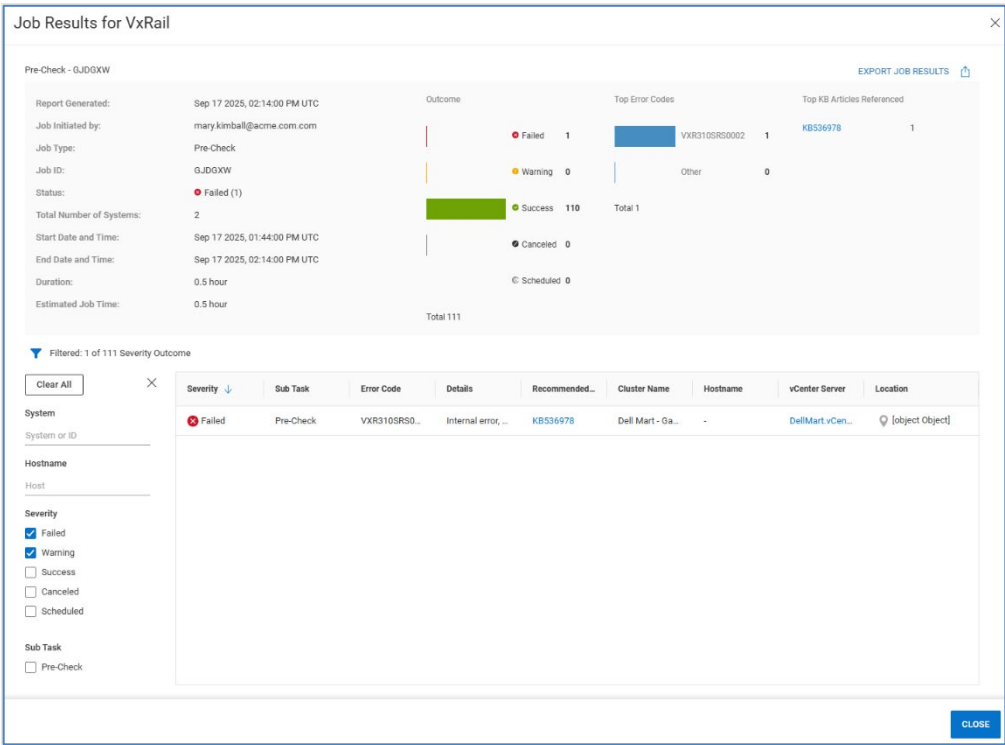 Job Results for VxRail
Pre-Check - GJDGXW
EXPORT JOB RESULTS
Report Generated: Sep 17 2025, 02:14:00 PM UTC
Job Initiated by: mary.kimball@acme.com.com
Job Type: Pre-Check
Job ID: GJDGXW
Status: Failed (1)
Total Number of Systems: 2
Start Date and Time: Sep 17 2025, 01:44:00 PM UTC
End Date and Time: Sep 17 2025, 02:14:00 PM UTC
Duration: 0.5 hour
Estimated Job Time: 0.5 hour
Outcome
Failed 1
Warning 0
Success 110
Canceled 0
Scheduled 0
Total 111
Top Error Codes
VXR310SRS0002 1
Other 0
Total 1
Top KB Articles Referenced
KB536978 1
Filtered: 1 of 111 Severity Outcome
Clear All
System
System or ID
Hostname
Host
Severity
Failed
Warning
Success
Canceled
Scheduled
Sub Task
Pre-Check
Severity Sub Task Error Code Details Recommended... Cluster Name Hostname vCenter Server Location
Failed Pre-Check VXR310SRS0... Internal error, ... KB536978 Dell Mart - Ga... - DellMart.vCen... [object Object]
CLOSE